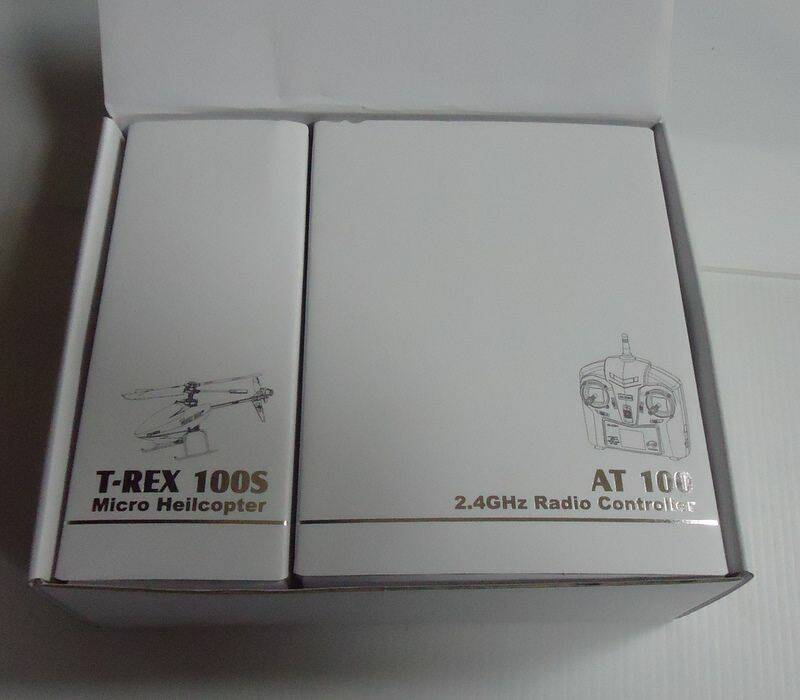 T-REX 100S
Micro Heilcopter
AT 100
2.4GHz Radio Controller